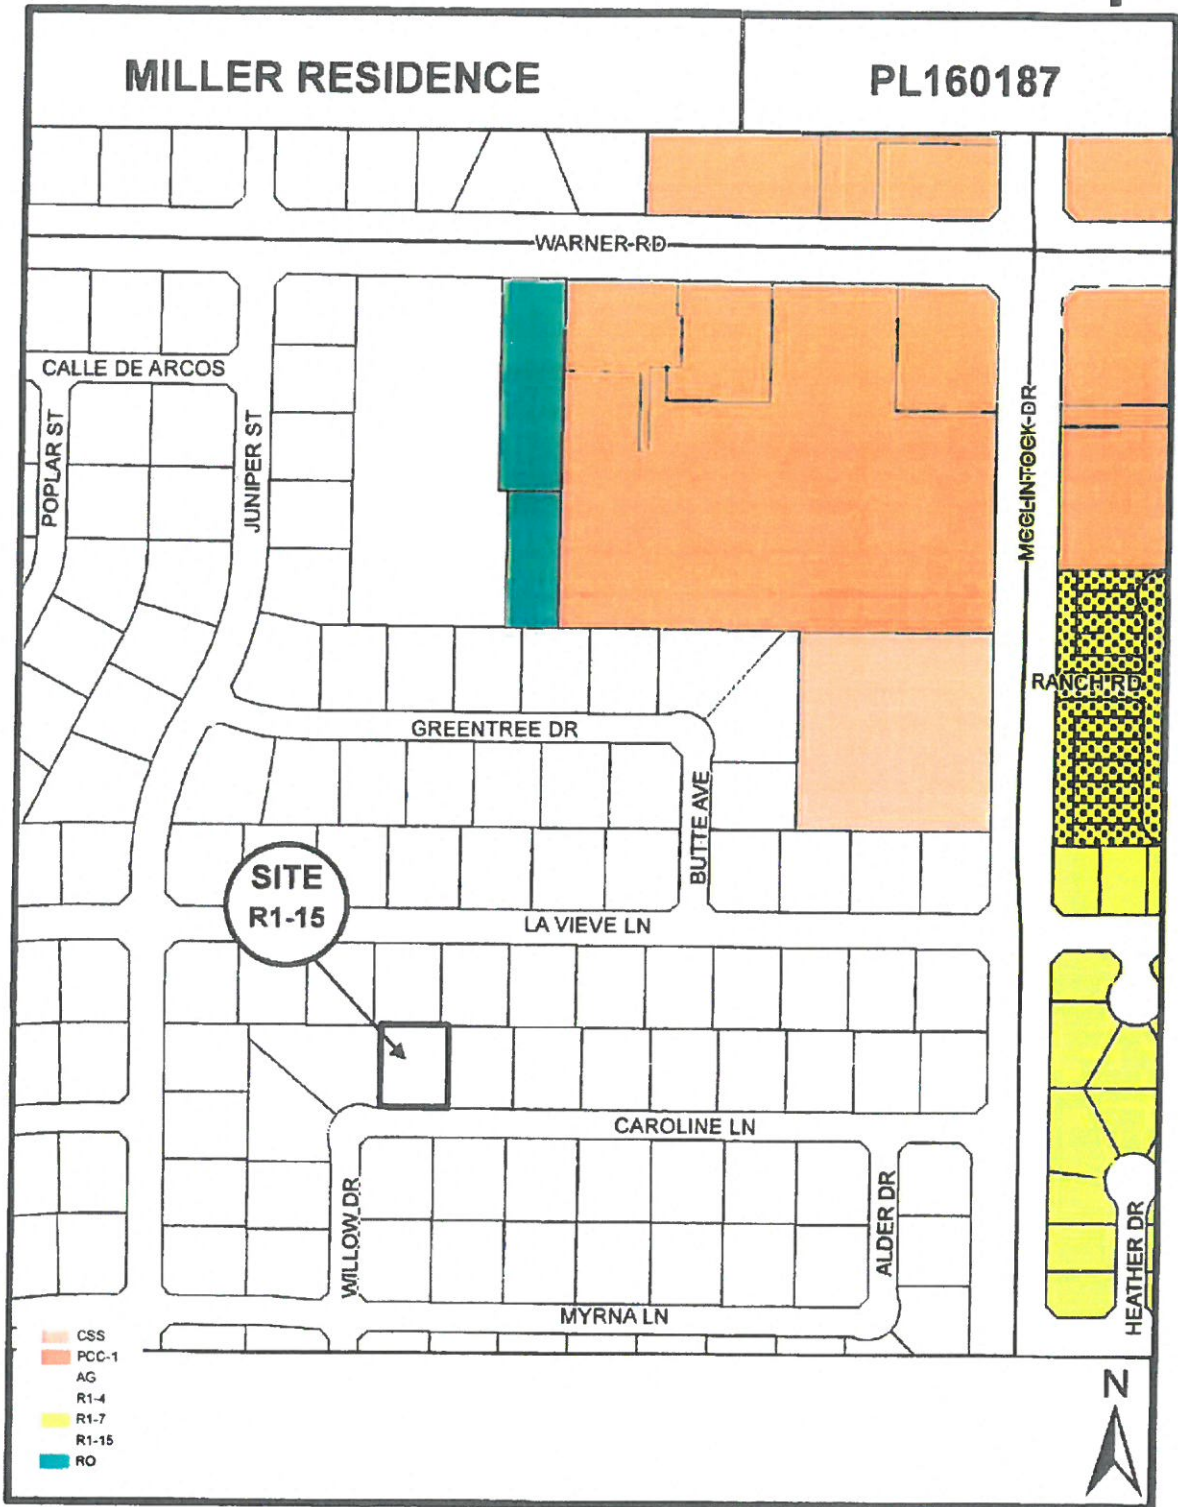 MILLER RESIDENCE
PL160187
WARNER RD
CALLE DE ARCOS
POPLAR ST
JUNIPER ST
MCCLINTOCK DR
RANCH RD
GREENTREE DR
BUTTE AVE
SITE
R1-15
LA VIEVE LN
CAROLINE LN
WILLOW DR
ALDER DR
HEATHER DR
MYRNA LN
CSS
PCC-1
AG
R1-4
R1-7
R1-15
RO
N